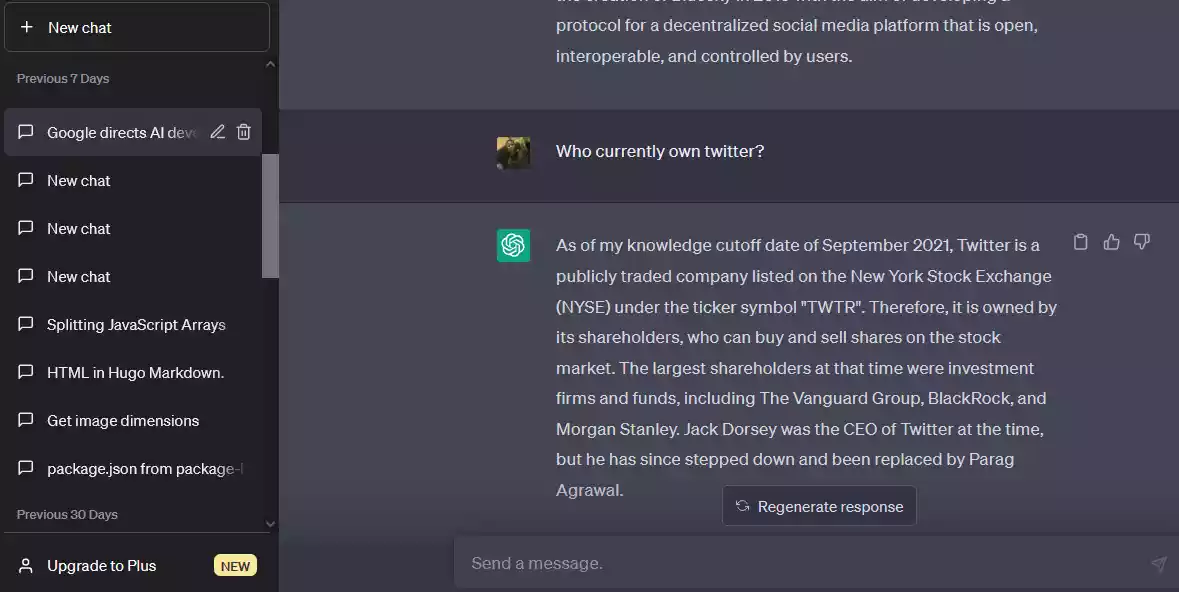 New chat
Previous 7 Days
Google directs AI
New chat
New chat
New chat
Splitting JavaScript Arrays
HTML in Hugo Markdown.
Get image dimensions
package.json from package-
Previous 30 Days
Upgrade to Plus NEW
protocol for a decentralized social media platform that is open,
interoperable, and controlled by users.
Who currently own twitter?
As of my knowledge cutoff date of September 2021, Twitter is a
publicly traded company listed on the New York Stock Exchange
(NYSE) under the ticker symbol "TWTR". Therefore, it is owned by
its shareholders, who can buy and sell shares on the stock
market. The largest shareholders at that time were investment
firms and funds, including The Vanguard Group, BlackRock, and
Morgan Stanley. Jack Dorsey was the CEO of Twitter at the time,
but he has since stepped down and been replaced by Parag
Agrawal.
Regenerate response
Send a message.